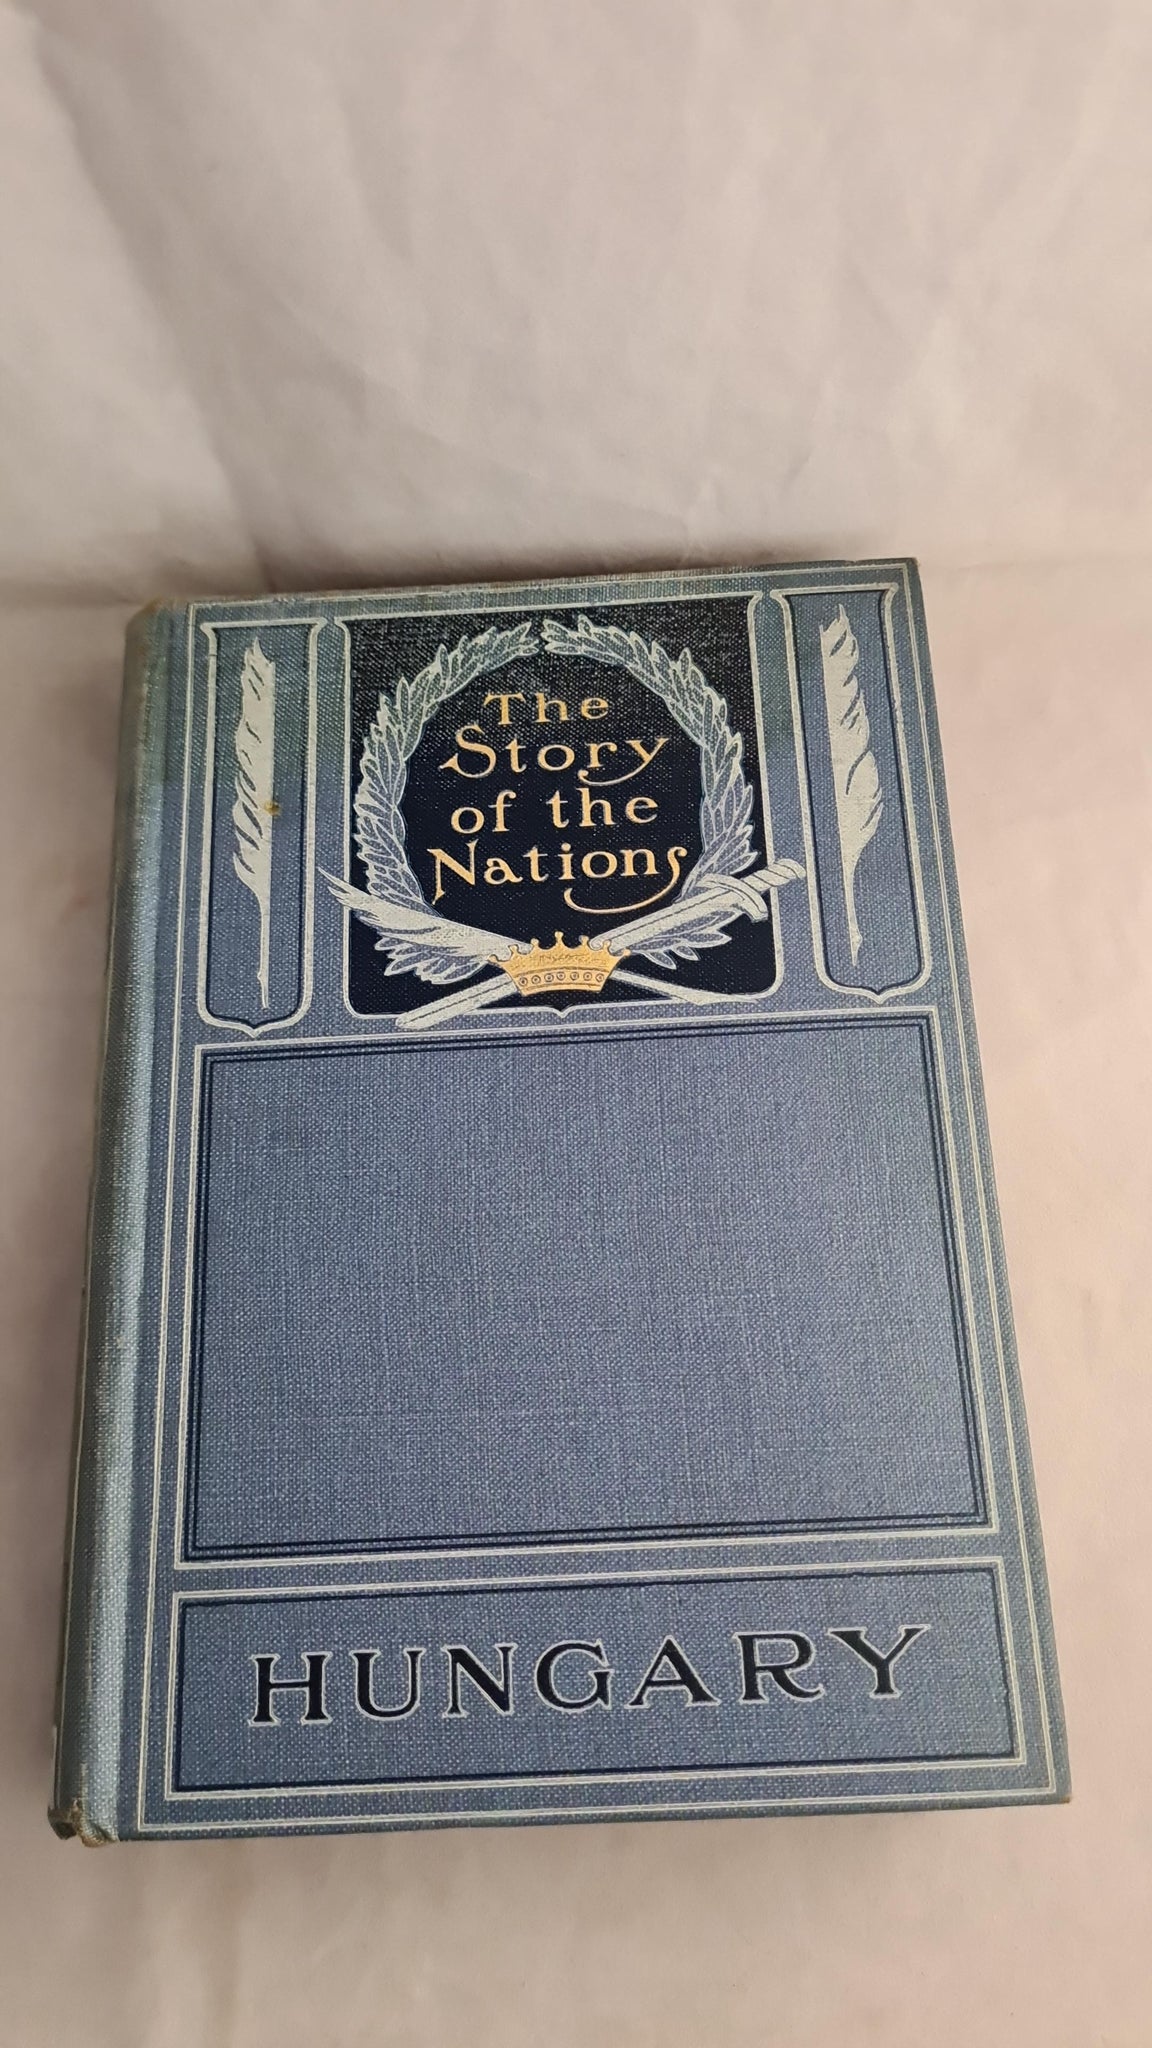 The
Story
of the
Nations
HUNGARY